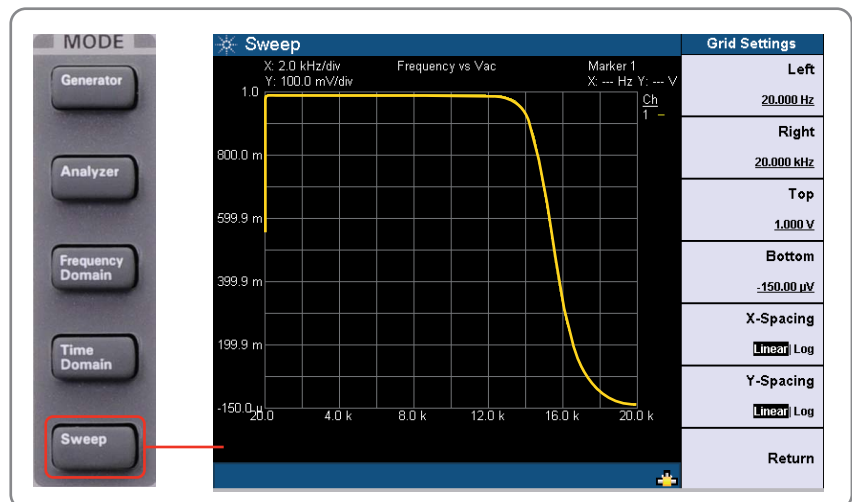 MODE
Generator
Analyzer
Frequency
Domain
Time
Domain
Sweep
Sweep
X: 2.0 kHz/div
Y: 100.0 mV/div
Frequency vs Vac
Marker 1
X: --- Hz Y: --- V
Ch
1 –
1.0
800.0 m
599.9 m
399.9 m
199.9 m
-150.0 µ
20.0
4.0 k
8.0 k
12.0 k
16.0 k
20.0 k
Grid Settings
Left
20.000 Hz
Right
20.000 kHz
Top
1.000 V
Bottom
-150.00 µV
X-Spacing
Linear| Log
Y-Spacing
Linear| Log
Return